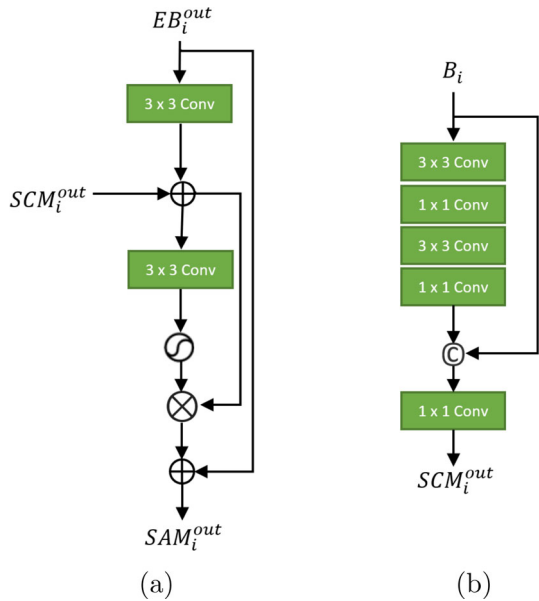 EB_i^{out}
3 x 3 Conv
SCM_i^{out}
3 x 3 Conv
SAM_i^{out}
(a)
B_i
3 x 3 Conv
1 x 1 Conv
3 x 3 Conv
1 x 1 Conv
C
1 x 1 Conv
SCM_i^{out}
(b)